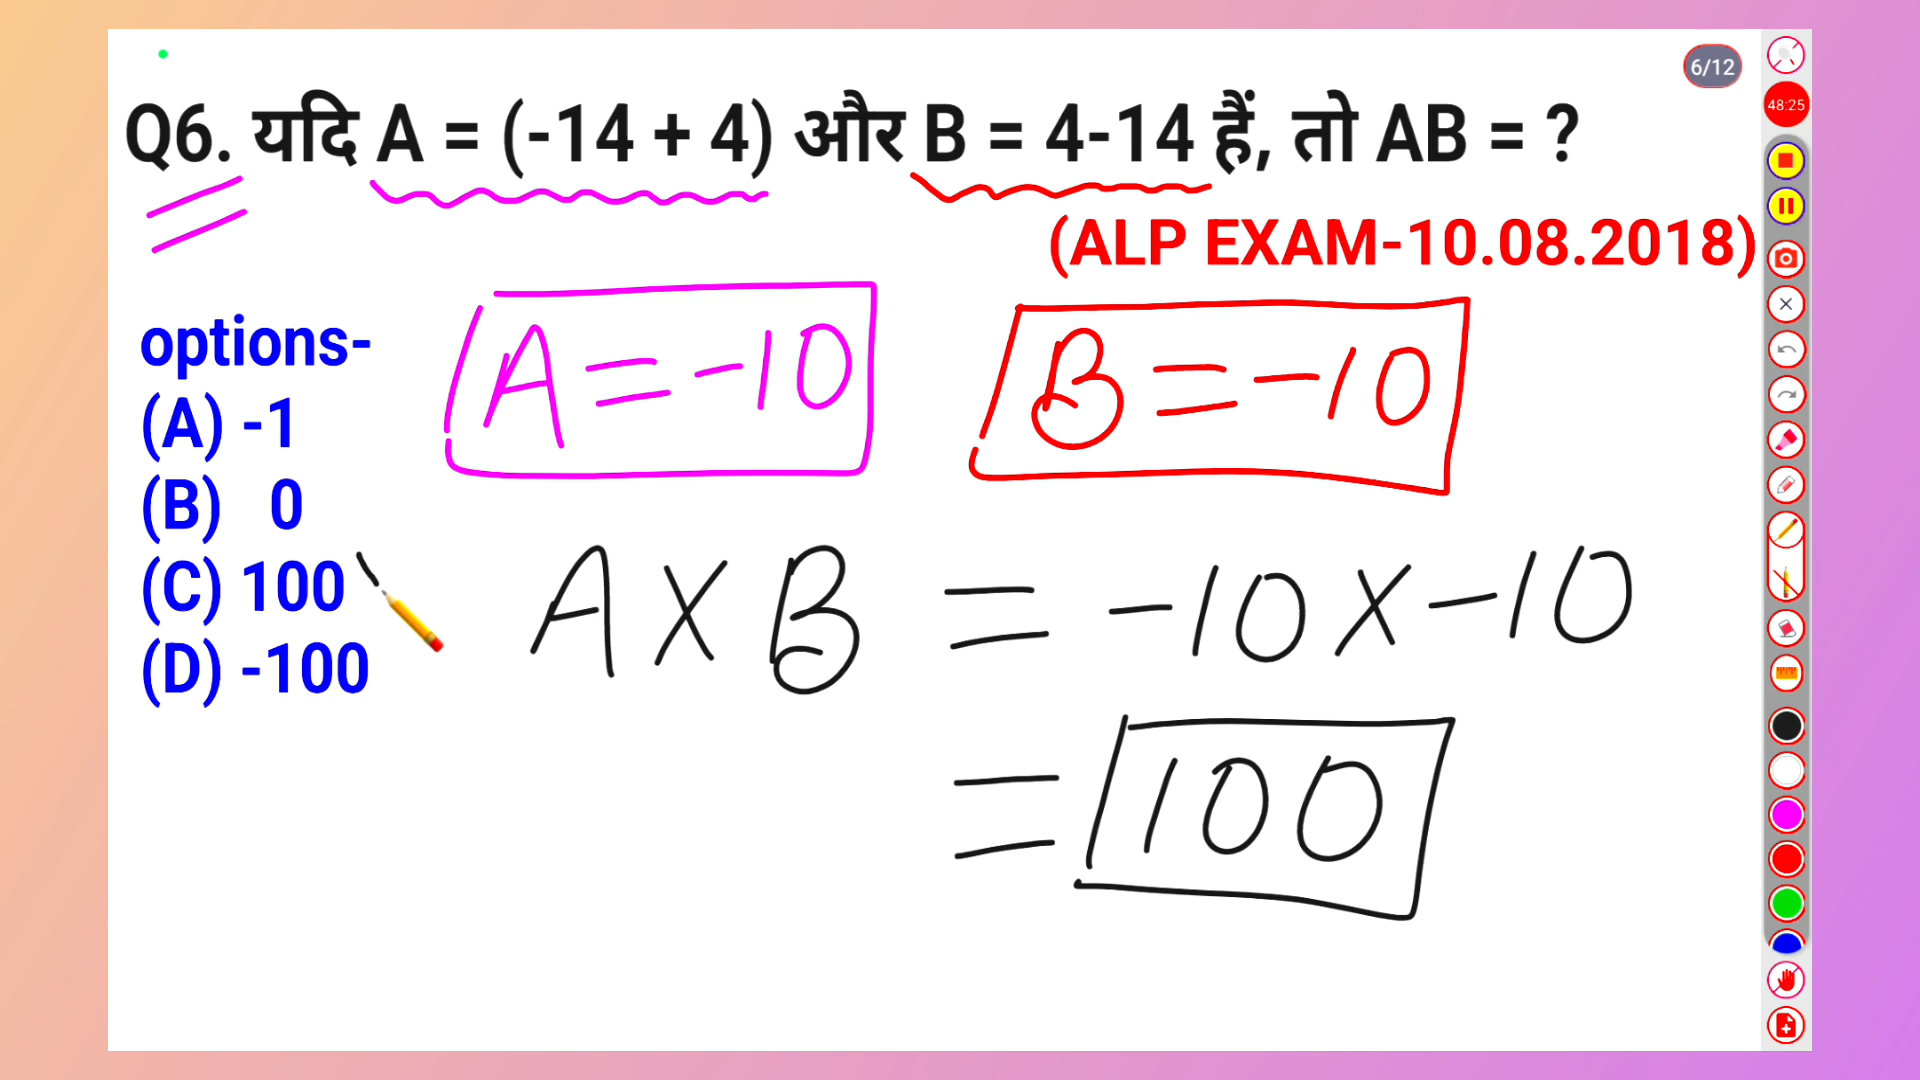 6/12
48:25
Q6. यदि A = (-14 + 4) और B = 4-14 हैं, तो AB = ?
(ALP EXAM-10.08.2018)
options-
(A) -1
(B) 0
(C) 100
(D) -100
A = -10
B = -10
A X B = -10 X -10
= 100